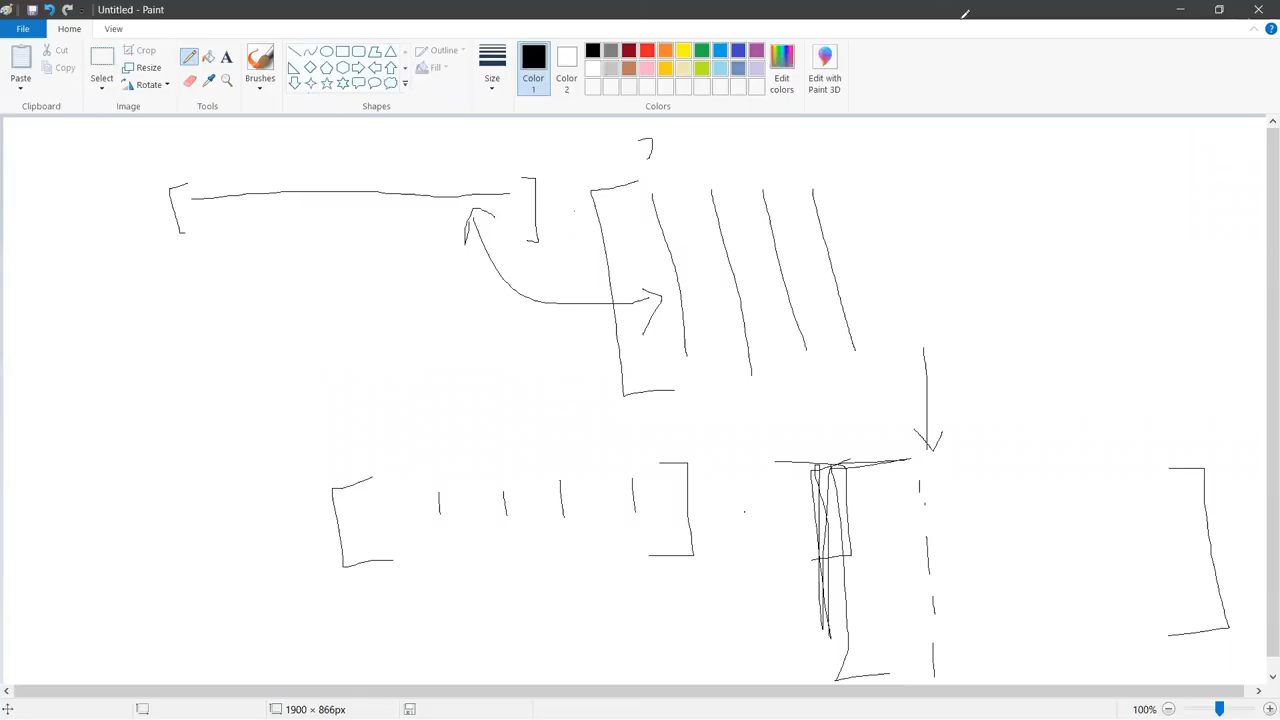 Untitled - Paint
File
Home
View
Paste
Cut
Copy
Clipboard
Select
Crop
Resize
Rotate
Image
A
Tools
Brushes
Outline
Fill
Shapes
Size
Color
1
Color
2
Edit
colors
Edit with
Paint 3D
Colors
1900 × 866px
100%